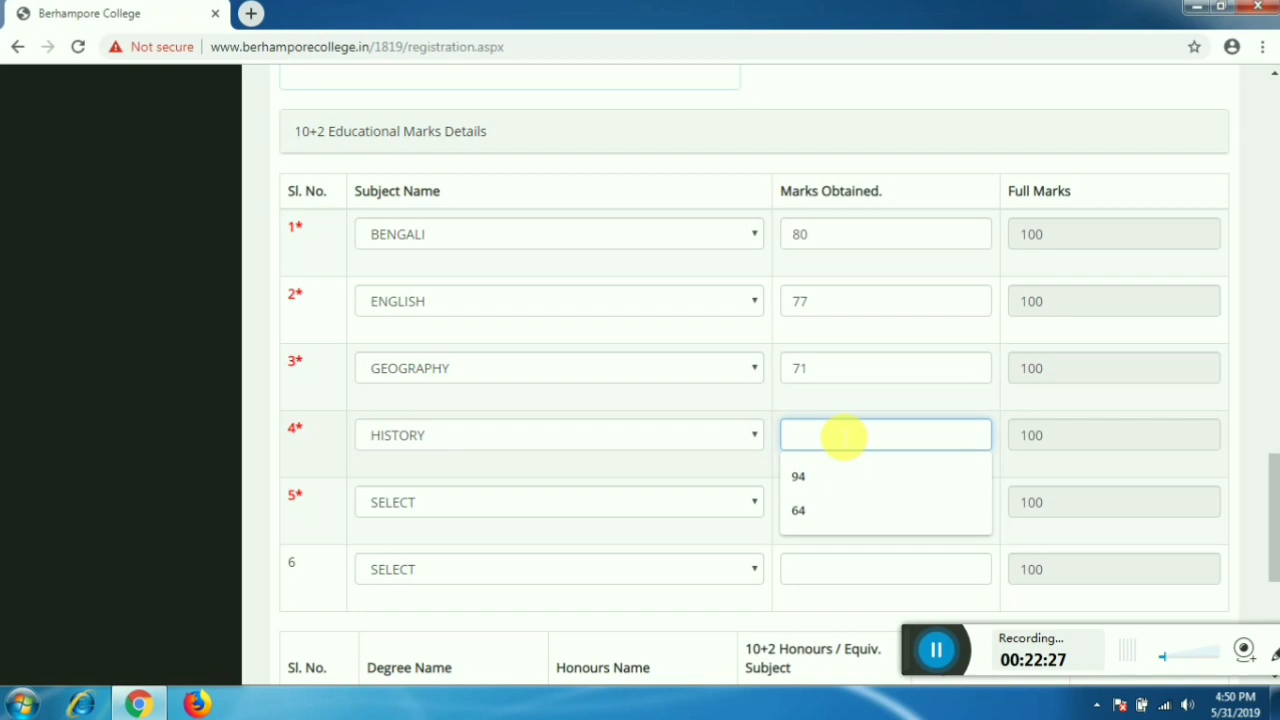 Berhampore College
Not secure
www.berhamporecollege.in/1819/registration.aspx
10+2 Educational Marks Details
Sl. No. Subject Name Marks Obtained. Full Marks
1* BENGALI 80 100
2* ENGLISH 77 100
3* GEOGRAPHY 71 100
4* HISTORY 100
94
64
5* SELECT 100
6 SELECT 100
Sl. No. Degree Name Honours Name 10+2 Honours / Equiv.
Subject
Recording...
00:22:27
4:50 PM
5/31/2019